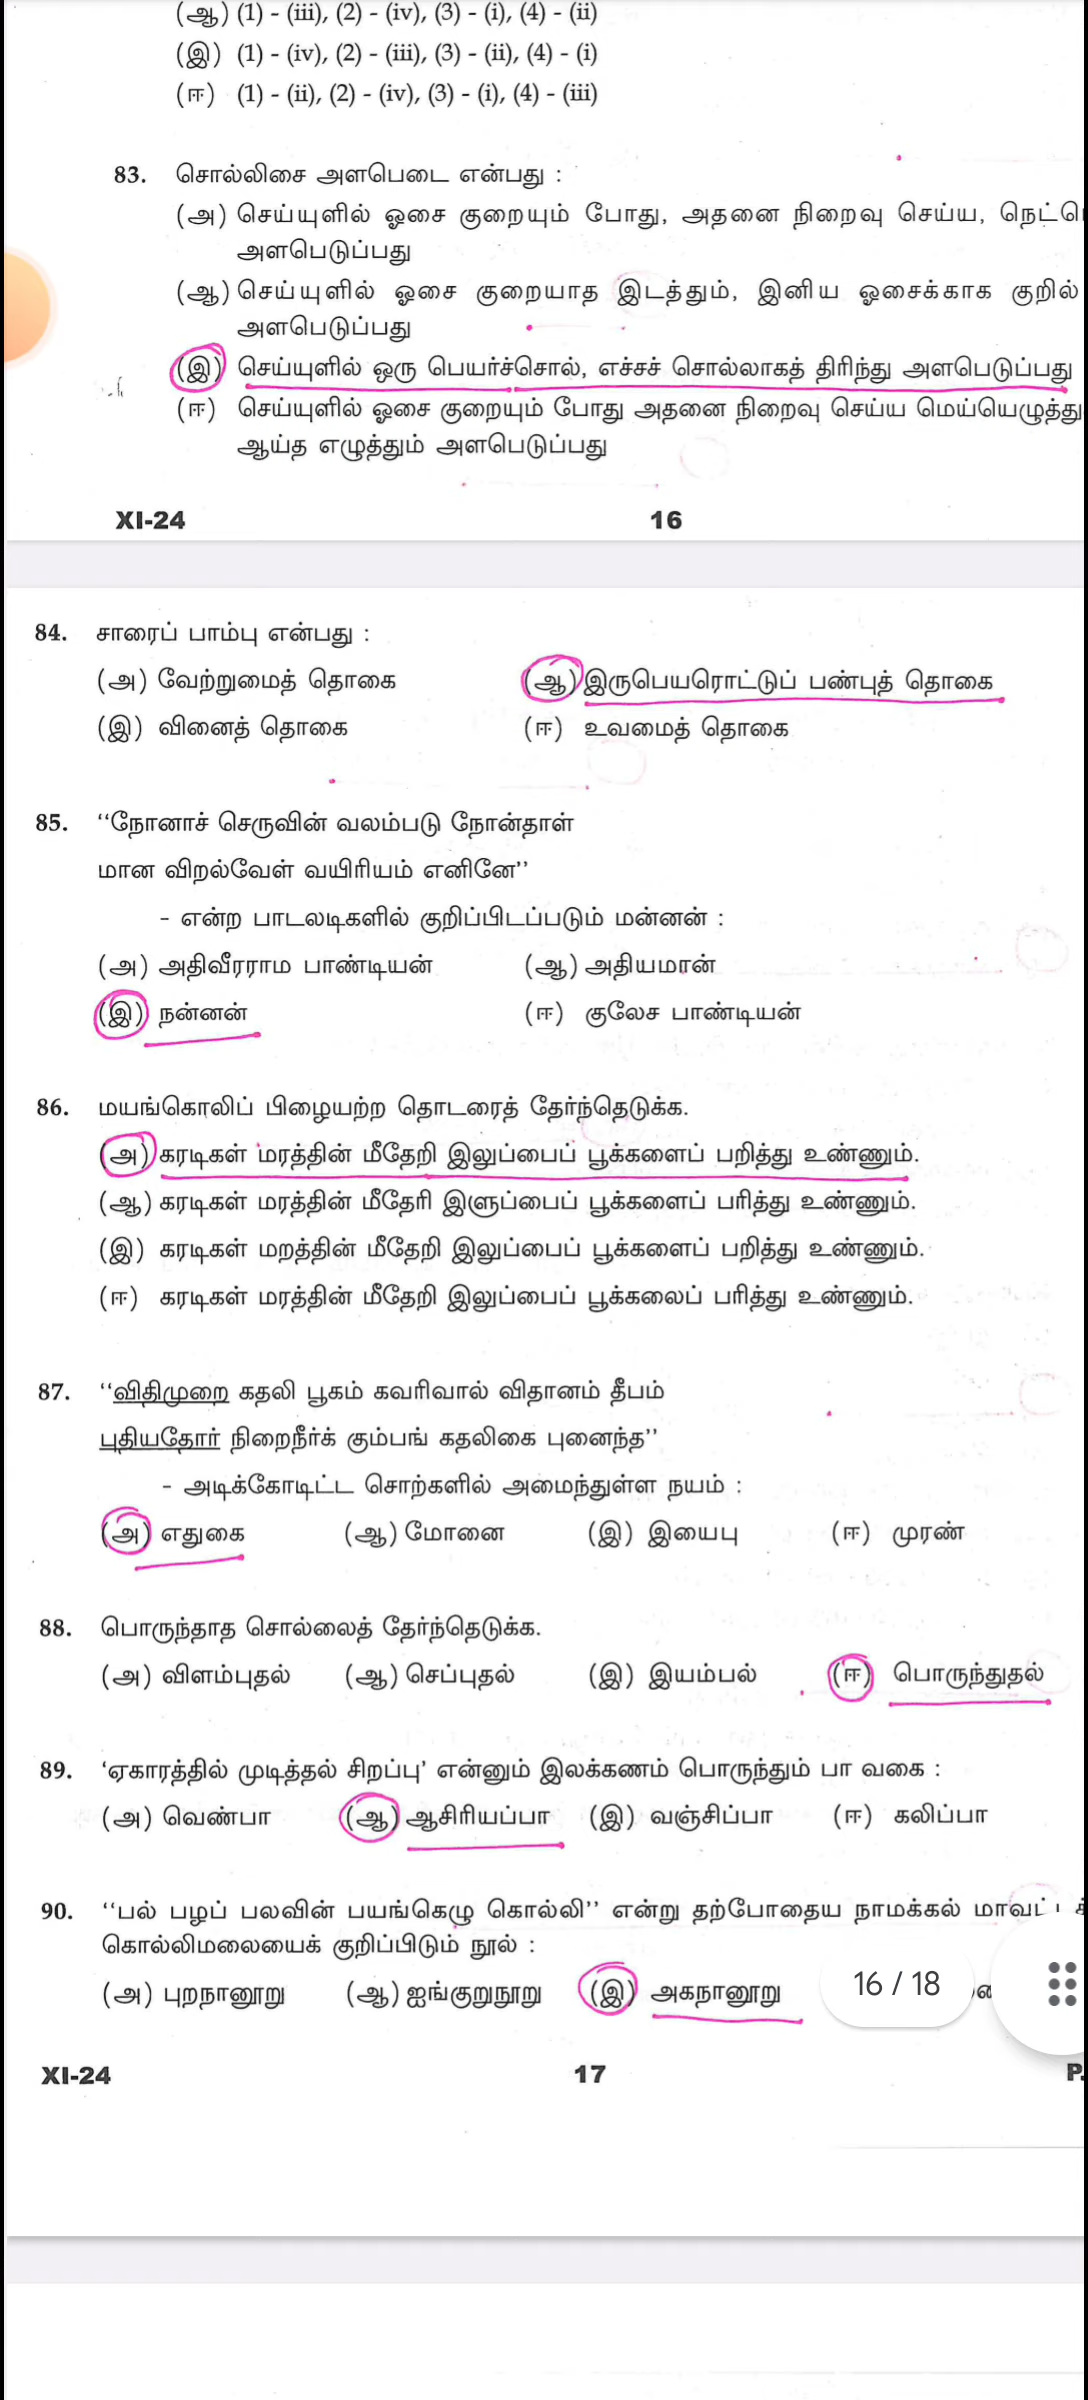 (ஆ) (1) - (iii), (2) - (iv), (3) - (i), (4) - (ii)
(இ) (1) - (iv), (2) - (iii), (3) - (ii), (4) - (i)
(ஈ) (1) - (ii), (2) - (iv), (3) - (i), (4) - (iii)
83. சொல்லிசை அளபெடை என்பது :
(அ) செய்யுளில் ஓசை குறையும் போது, அதனை நிறைவு செய்ய,
அளபெடுப்பது
(ஆ) செய்யுளில் ஓசை குறையாத இடத்தும், இனிய ஓசைக்காக குறில்
அளபெடுப்பது
(இ) செய்யுளில் ஒரு பெயர்ச்சொல், எச்சச் சொல்லாகத் திரிந்து அளபெடுப்பது
(ஈ) செய்யுளில் ஓசை குறையும் போது அதனை நிறைவு செய்ய மெய்யெழுத்து
ஆய்த எழுத்தும் அளபெடுப்பது
XI-24 16
84. சாரைப் பாம்பு என்பது :
(அ) வேற்றுமைத் தொகை (ஆ) இருபெயரொட்டுப் பண்புத் தொகை
(இ) வினைத் தொகை (ஈ) உவமைத் தொகை
85. ‘‘நோனாச் செருவின் வலம்படு நோன்தாள்
மான விறல்வேள் வயிரியம் எனினே’’
- என்ற பாடலடிகளில் குறிப்பிடப்படும் மன்னன் :
(அ) அதிவீரராம பாண்டியன் (ஆ) அதியமான்
(இ) நன்னன் (ஈ) குலேச பாண்டியன்
86. மயங்கொலிப் பிழையற்ற தொடரைத் தேர்ந்தெடுக்க.
(அ) கரடிகள் மரத்தின் மீதேறி இலுப்பைப் பூக்களைப் பறித்து உண்ணும்.
(ஆ) கரடிகள் மரத்தின் மீதேரி இளுப்பைப் பூக்களைப் பரித்து உண்ணும்.
(இ) கரடிகள் மறத்தின் மீதேறி இலுப்பைப் பூக்களைப் பறித்து உண்ணும்.
(ஈ) கரடிகள் மரத்தின் மீதேறி இலுப்பைப் பூக்கலைப் பரித்து உண்ணும்.
87. ‘‘விதிமுறை கதலி பூகம் கவரிவால் விதானம் தீபம்
புதியதோர் நிறைநீர்க் கும்பங் கதலிகை புனைந்த’’
- அடிக்கோடிட்ட சொற்களில் அமைந்துள்ள நயம் :
(அ) எதுகை (ஆ) மோனை (இ) இயைபு (ஈ) முரண்
88. பொருந்தாத சொல்லைத் தேர்ந்தெடுக்க.
(அ) விளம்புதல் (ஆ) செப்புதல் (இ) இயம்பல் (ஈ) பொருந்துதல்
89. ‘ஏகாரத்தில் முடித்தல் சிறப்பு’ என்னும் இலக்கணம் பொருந்தும் பா வகை :
(அ) வெண்பா (ஆ) ஆசிரியப்பா (இ) வஞ்சிப்பா (ஈ) கலிப்பா
90. ‘‘பல் பழப் பலவின் பயங்கெழு கொல்லி’’ என்று தற்போதைய நாமக்கல்
கொல்லிமலையைக் குறிப்பிடும் நூல் :
(அ) புறநானூறு (ஆ) ஐங்குறுநூறு (இ) அகநானூறு
16 / 18
XI-24 17